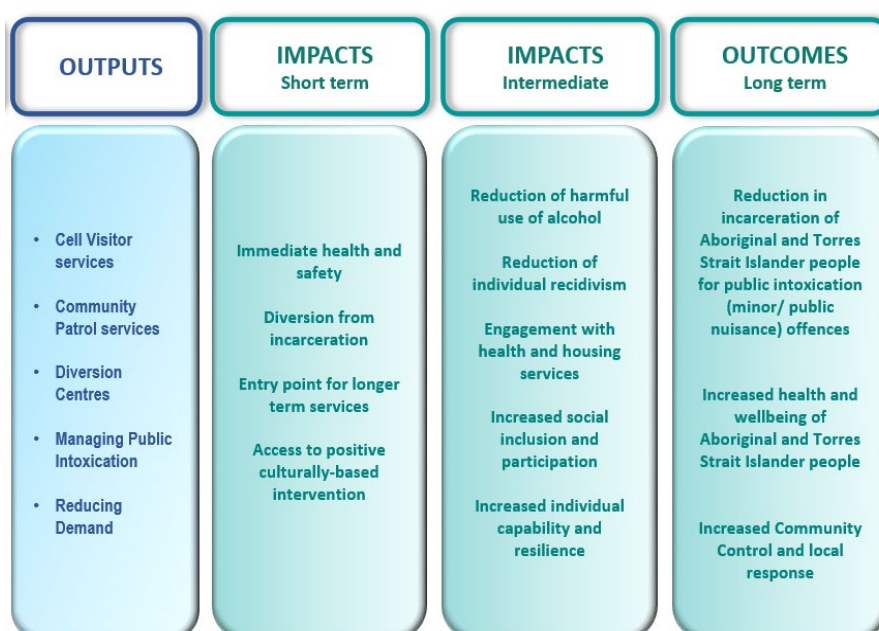 OUTPUTS
• Cell Visitor
services
• Community
Patrol services
• Diversion
Centres
• Managing Public
Intoxication
• Reducing
Demand
IMPACTS
Short term
Immediate health and
safety
Diversion from
incarceration
Entry point for longer
term services
Access to positive
culturally-based
intervention
IMPACTS
Intermediate
Reduction of harmful
use of alcohol
Reduction of
individual recidivism
Engagement with
health and housing
services
Increased social
inclusion and
participation
Increased individual
capability and
resilience
OUTCOMES
Long term
Reduction in
incarceration of
Aboriginal and Torres
Strait Islander people
for public intoxication
(minor/ public
nuisance) offences
Increased health and
wellbeing of
Aboriginal and Torres
Strait Islander people
Increased Community
Control and local
response